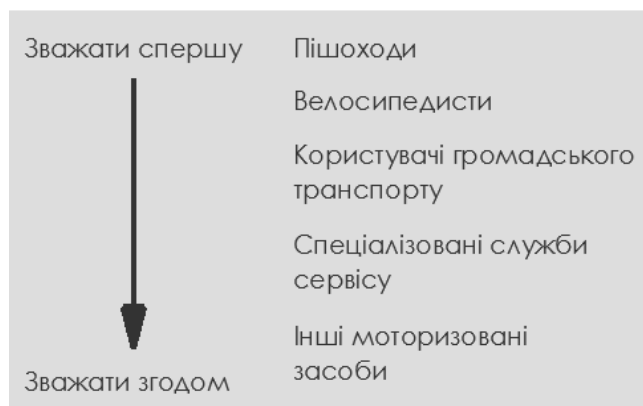 Зважати спершу
Пішоходи
Велосипедисти
Користувачі громадського
транспорту
Спеціалізовані служби
сервісу
Інші моторизовані
засоби
Зважати згодом